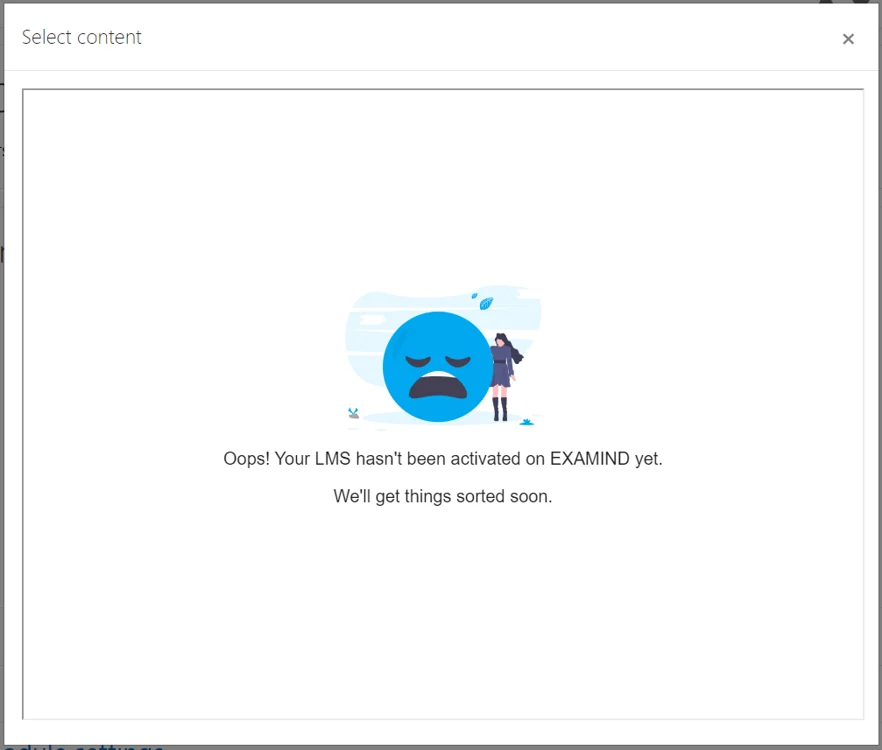 Select content
×
Oops! Your LMS hasn't been activated on EXAMIND yet.
We'll get things sorted soon.